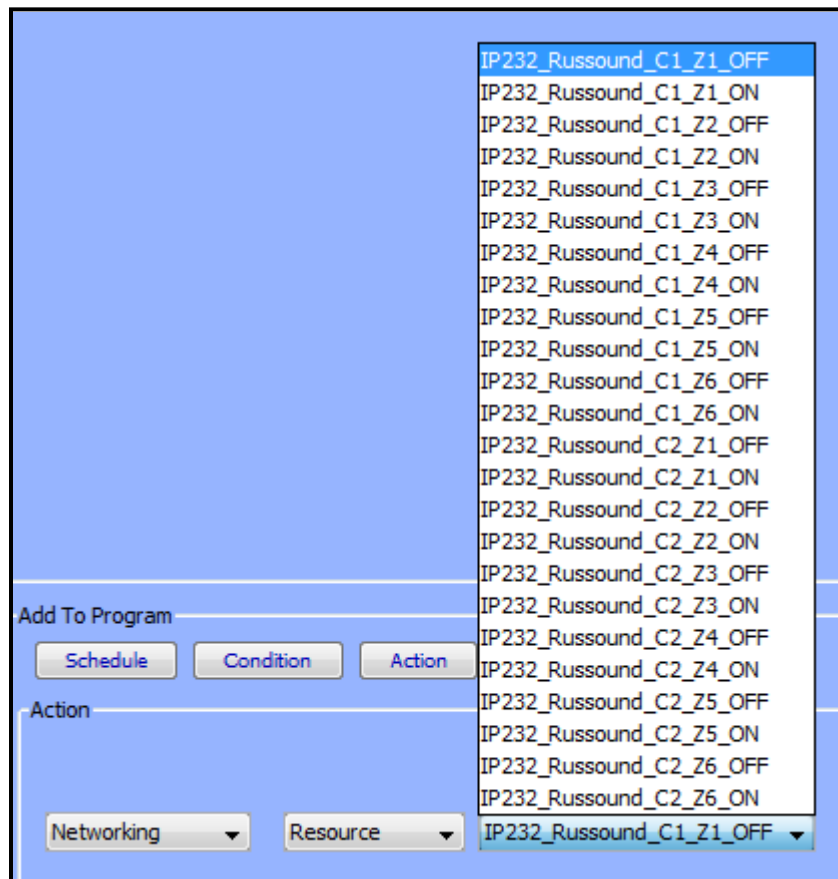 IP232_Russound_C1_Z1_OFF
IP232_Russound_C1_Z1_ON
IP232_Russound_C1_Z2_OFF
IP232_Russound_C1_Z2_ON
IP232_Russound_C1_Z3_OFF
IP232_Russound_C1_Z3_ON
IP232_Russound_C1_Z4_OFF
IP232_Russound_C1_Z4_ON
IP232_Russound_C1_Z5_OFF
IP232_Russound_C1_Z5_ON
IP232_Russound_C1_Z6_OFF
IP232_Russound_C1_Z6_ON
IP232_Russound_C2_Z1_OFF
IP232_Russound_C2_Z1_ON
IP232_Russound_C2_Z2_OFF
IP232_Russound_C2_Z2_ON
IP232_Russound_C2_Z3_OFF
IP232_Russound_C2_Z3_ON
IP232_Russound_C2_Z4_OFF
IP232_Russound_C2_Z4_ON
IP232_Russound_C2_Z5_OFF
IP232_Russound_C2_Z5_ON
IP232_Russound_C2_Z6_OFF
IP232_Russound_C2_Z6_ON
Add To Program
Schedule Condition Action
Action
Networking Resource IP232_Russound_C1_Z1_OFF